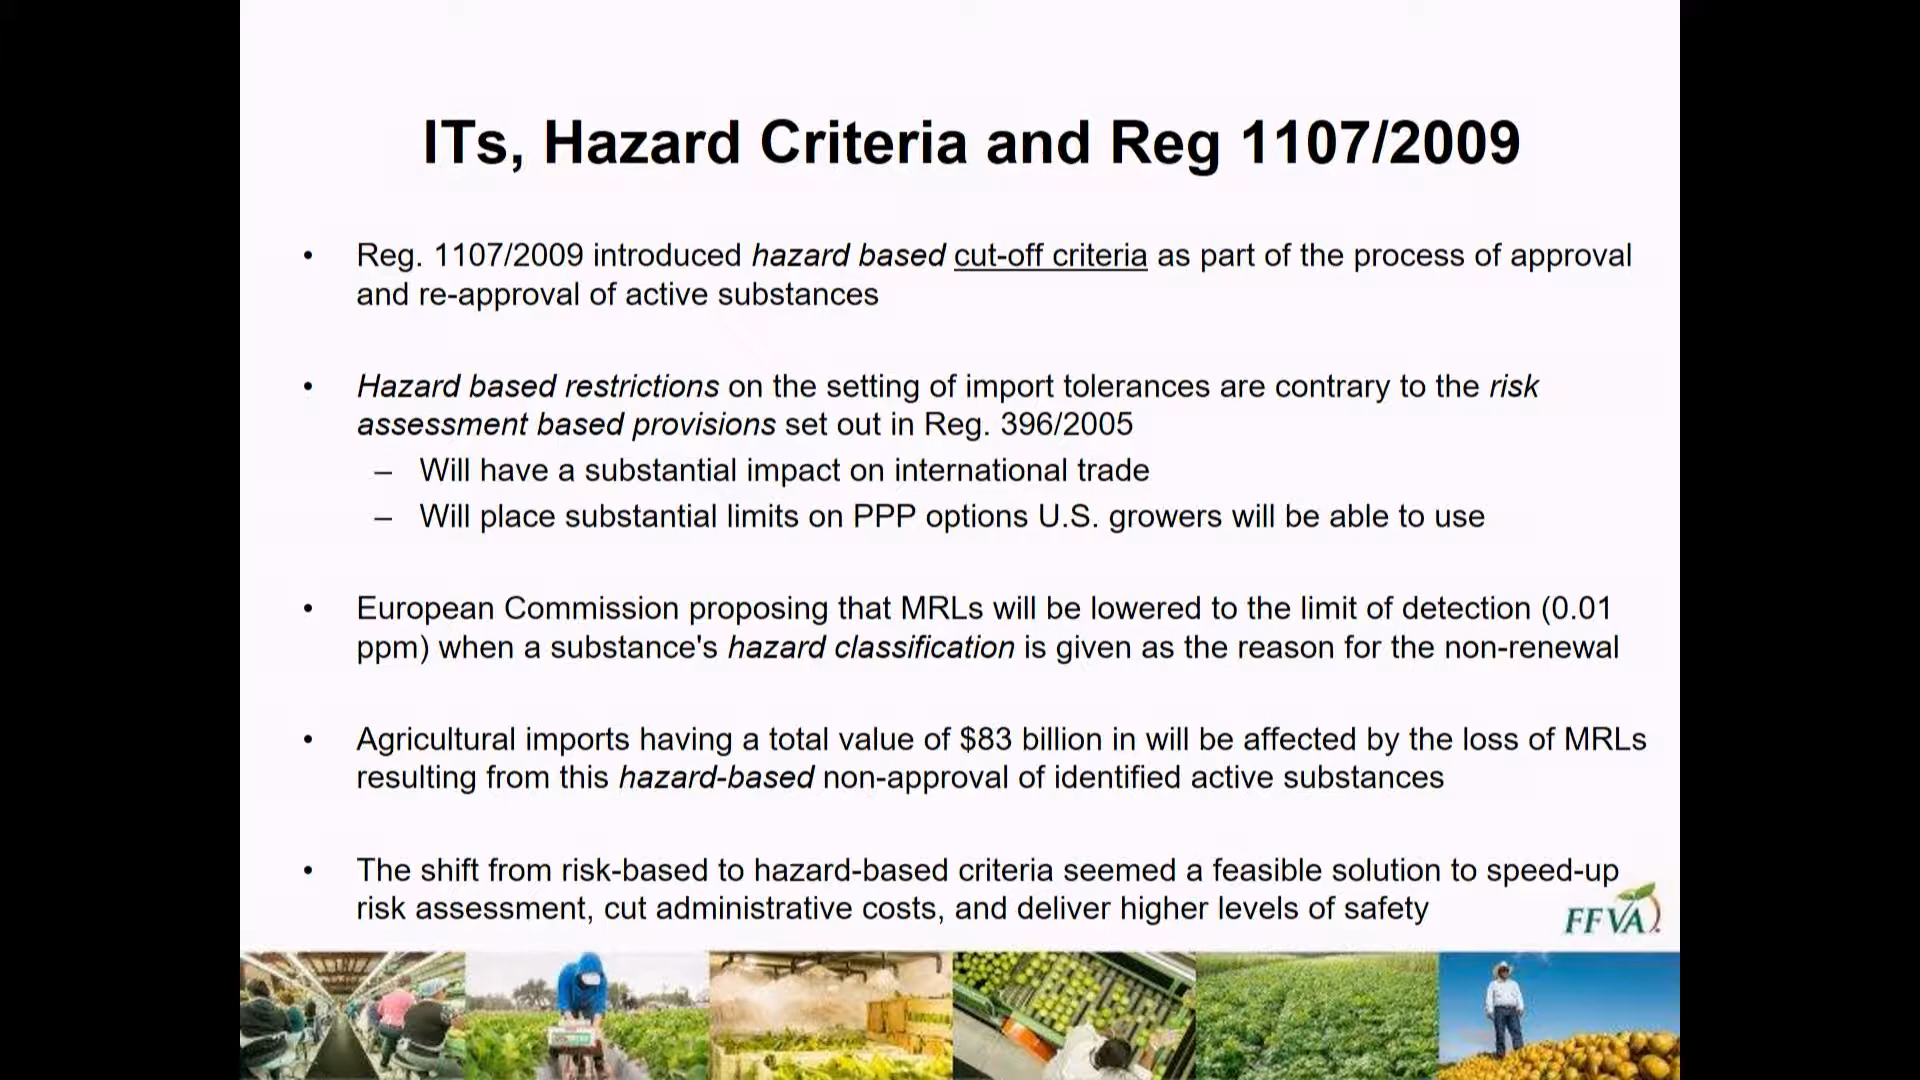 ITs, Hazard Criteria and Reg 1107/2009
• Reg. 1107/2009 introduced hazard based cut-off criteria as part of the process of approval
and re-approval of active substances
• Hazard based restrictions on the setting of import tolerances are contrary to the risk
assessment based provisions set out in Reg. 396/2005
– Will have a substantial impact on international trade
– Will place substantial limits on PPP options U.S. growers will be able to use
• European Commission proposing that MRLs will be lowered to the limit of detection (0.01
ppm) when a substance's hazard classification is given as the reason for the non-renewal
• Agricultural imports having a total value of $83 billion in will be affected by the loss of MRLs
resulting from this hazard-based non-approval of identified active substances
• The shift from risk-based to hazard-based criteria seemed a feasible solution to speed-up
risk assessment, cut administrative costs, and deliver higher levels of safety
FFVA